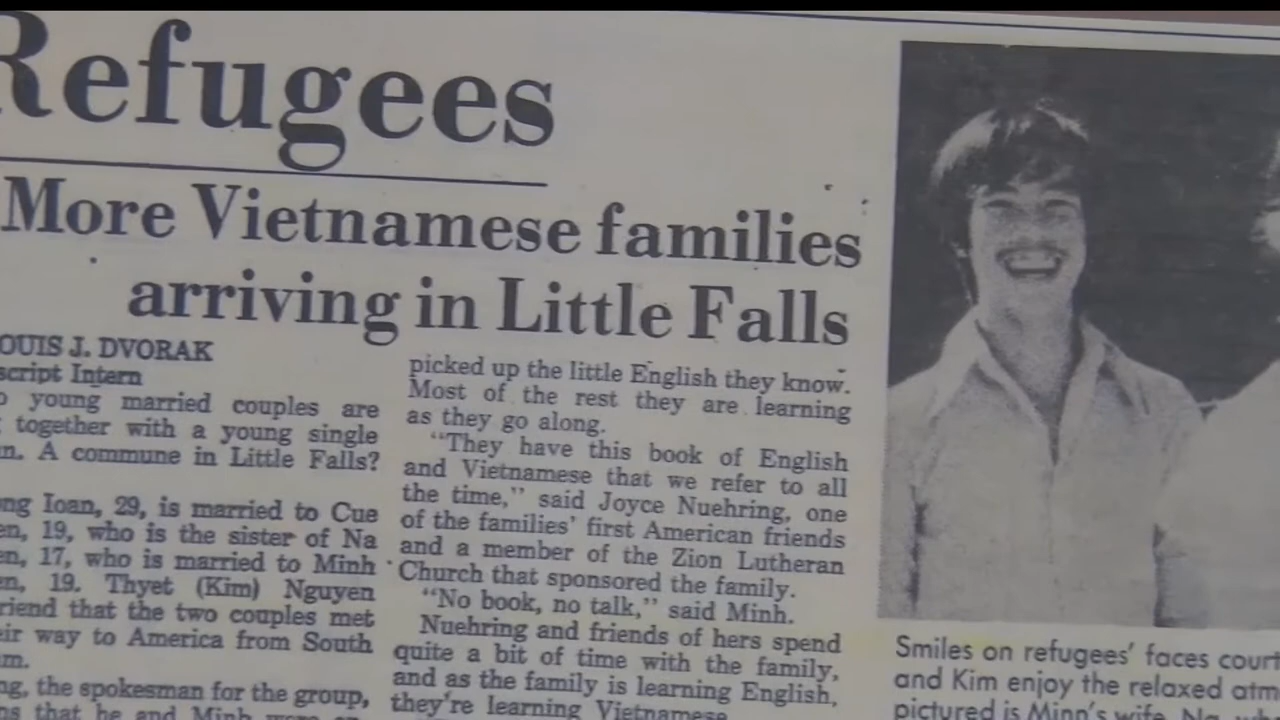 Refugees
More Vietnamese families
arriving in Little Falls
OUIS J. DVORAK
script Intern
young married couples are
together with a young single
n. A commune in Little Falls?
ng Ioan, 29, is married to Cue
en, 19, who is the sister of Na
en, 17, who is married to Minh
en, 19. Thyet (Kim) Nguyen
riend that the two couples met
eir way to America from South
m.
ng, the spokesman for the group,
ns that he and Minh were
picked up the little English they know.
Most of the rest they are learning
as they go along.
"They have this book of English
and Vietnamese that we refer to all
the time," said Joyce Nuehring, one
of the families' first American friends
and a member of the Zion Lutheran
Church that sponsored the family.
"No book, no talk," said Minh.
Nuehring and friends of hers spend
quite a bit of time with the family,
and as the family is learning English,
they're learning Vietnamese
Smiles on refugees' faces court
and Kim enjoy the relaxed atm
pictured is Minn's wife, Na